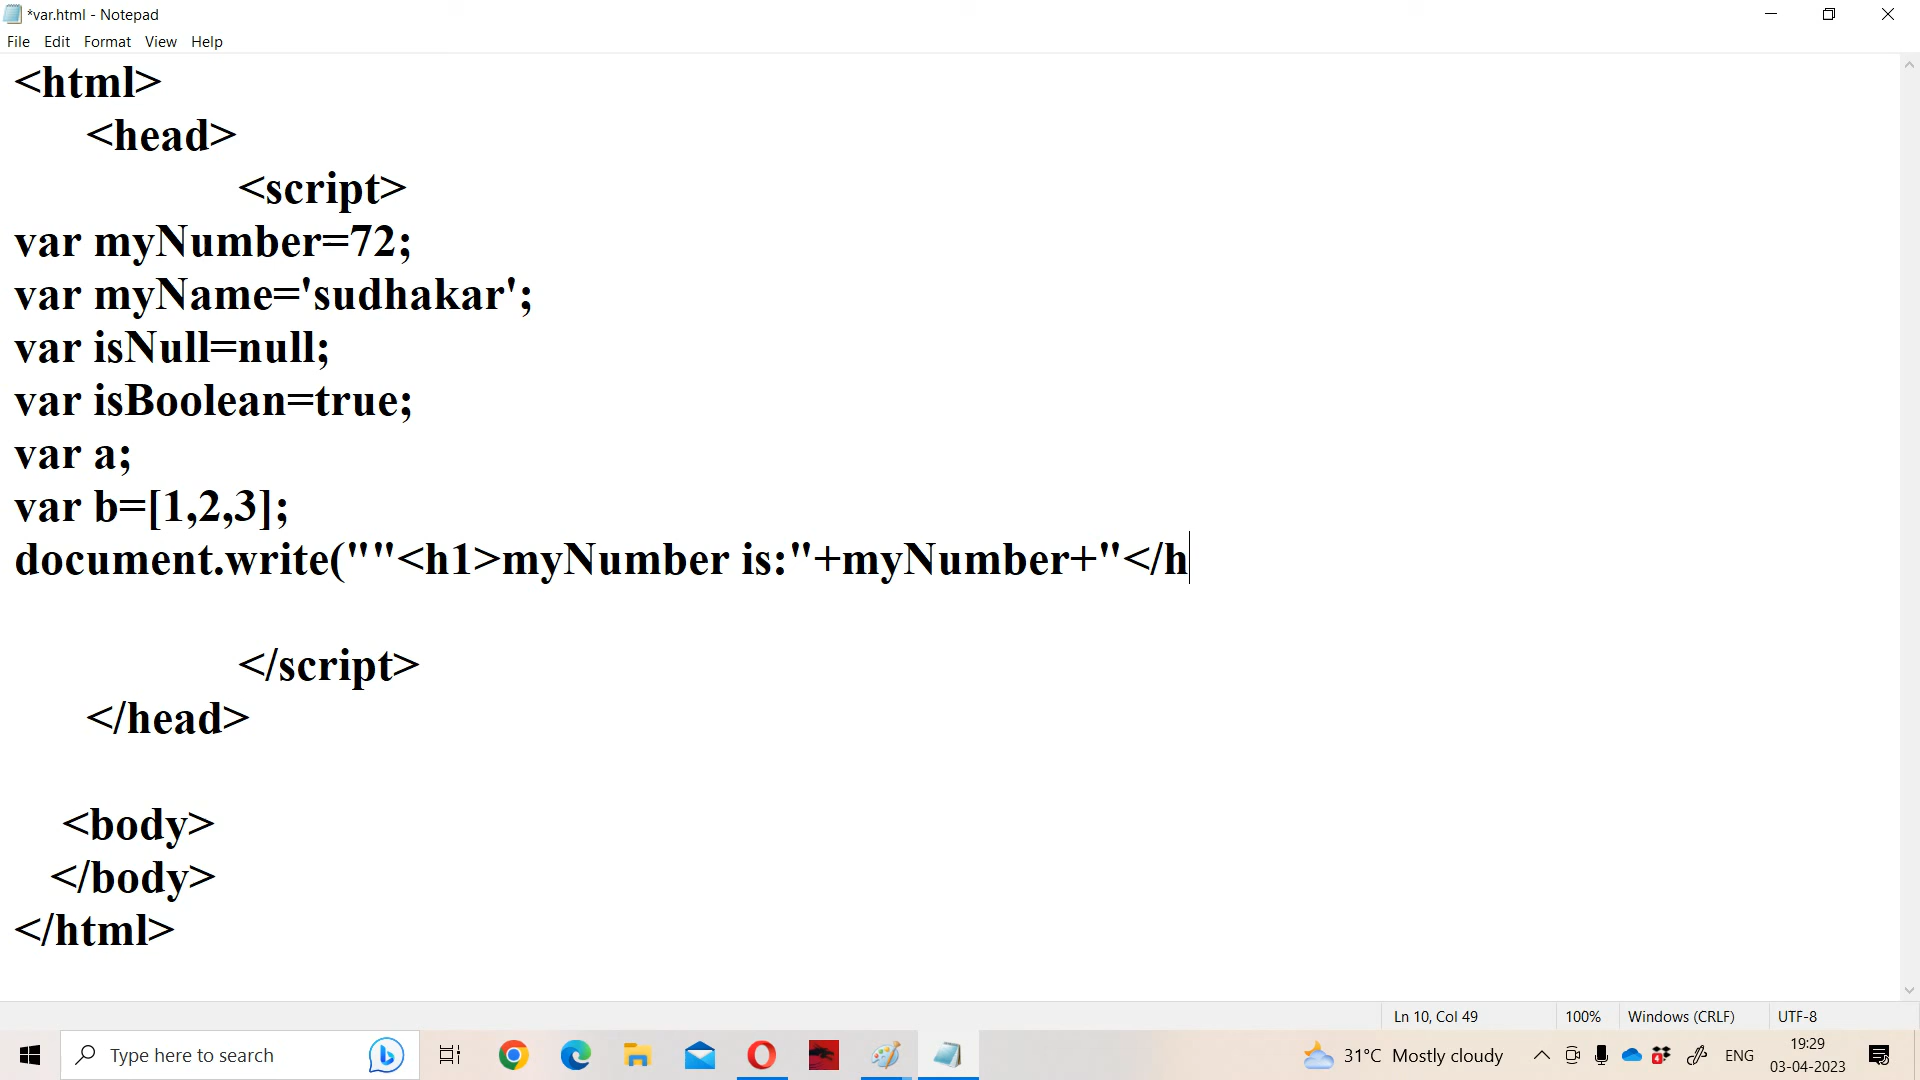 *var.html - Notepad
File Edit Format View Help
<html>
<head>
<script>
var myNumber=72;
var myName='sudhakar';
var isNull=null;
var isBoolean=true;
var a;
var b=[1,2,3];
document.write(""<h1>myNumber is:"+myNumber+"</h
</script>
</head>
<body>
</body>
</html>
Ln 10, Col 49 100% Windows (CRLF) UTF-8
Type here to search
31°C Mostly cloudy
ENG
19:29
03-04-2023